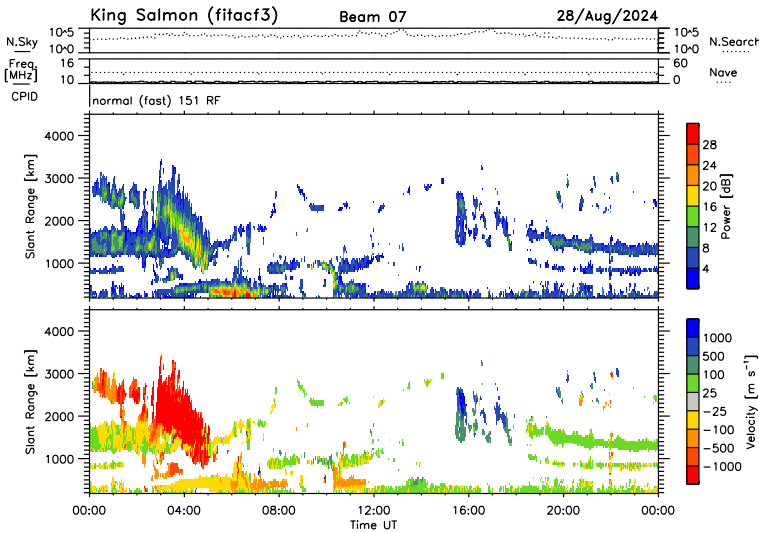 King Salmon (fitacf3) Beam 07 28/Aug/2024
N.Sky 10^5 10^0 10^5 10^0 N.Search
Freq. [MHz] 16 10 60 0 Nave
CPID normal (fast) 151 RF
Slant Range [km] 4000 3000 2000 1000
Power [dB] 28 24 20 16 12 8 4
Slant Range [km] 4000 3000 2000 1000
Velocity [m s⁻¹] 1000 500 100 25 −25 −100 −500 −1000
00:00 04:00 08:00 12:00 16:00 20:00 00:00
Time UT